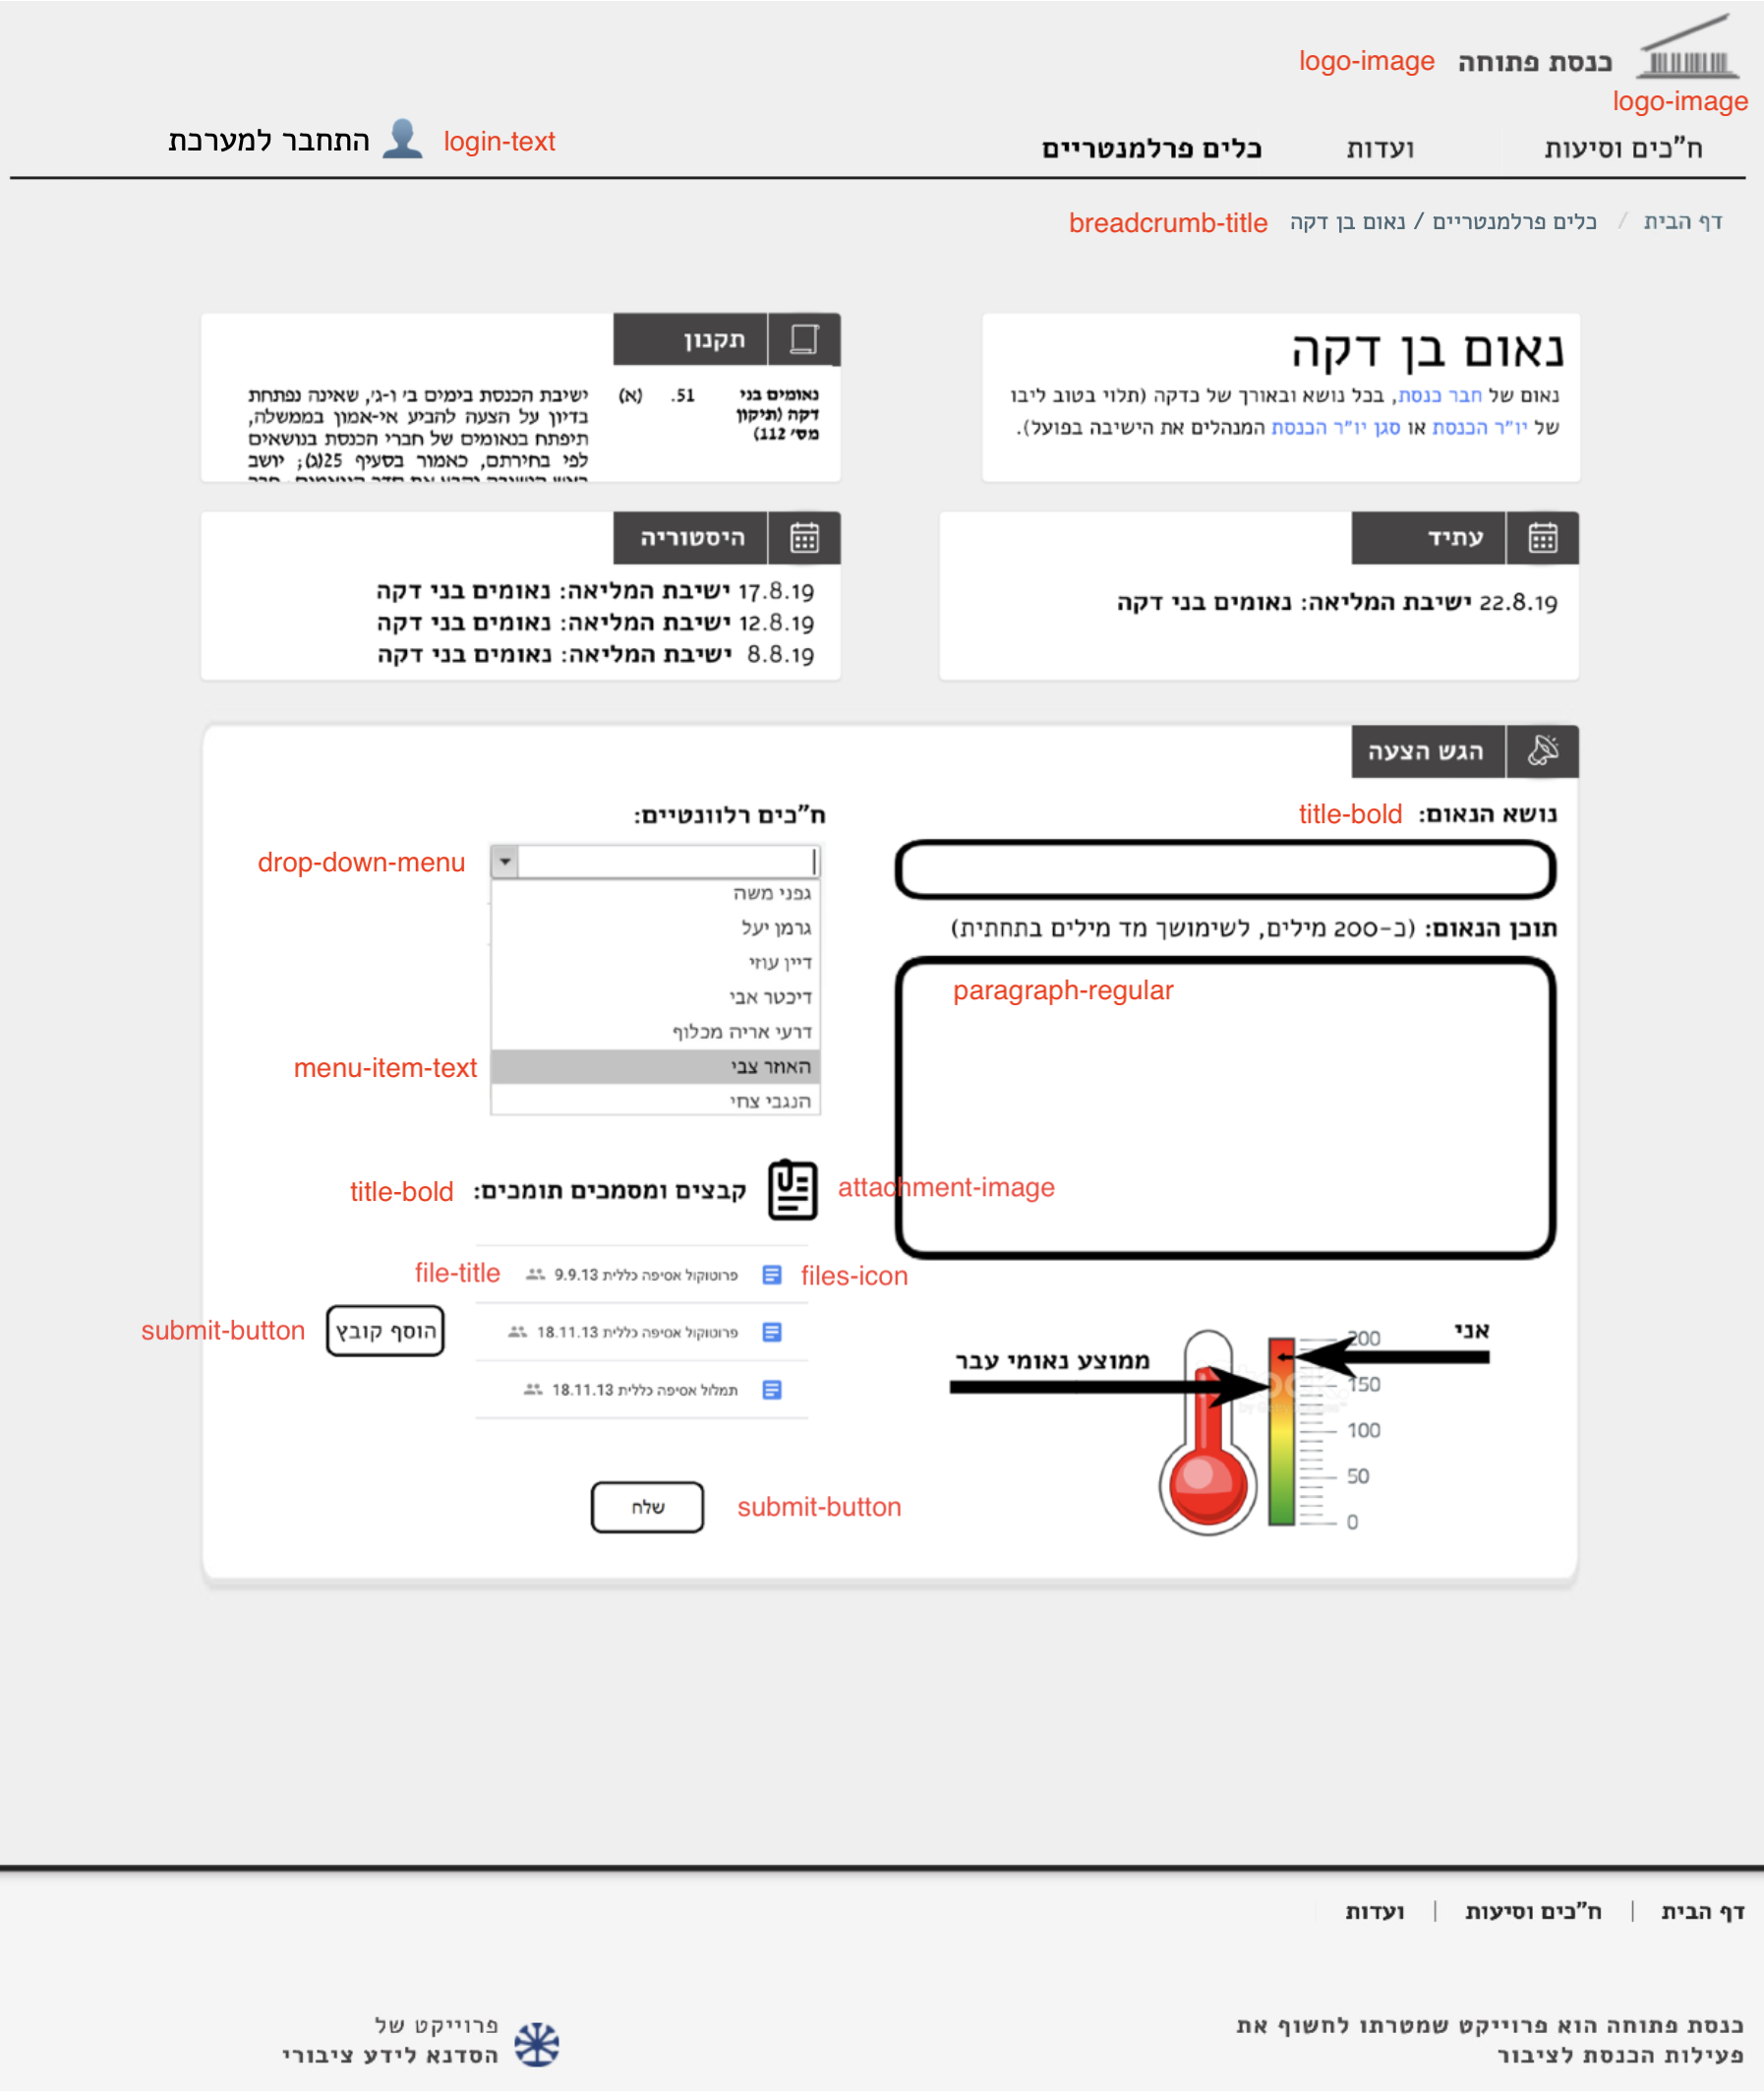 כנסת פתוחה logo-image
logo-image
ח"כים וסיעות ועדות כלים פרלמנטריים login-text התחבר למערכת
דף הבית / כלים פרלמנטריים / נאום בן דקה breadcrumb-title
נאום בן דקה
נאום של חבר כנסת, בכל נושא ובאורך של כדקה (תלוי בטוב ליבו
של יו"ר הכנסת או סגן יו"ר הכנסת המנהלים את הישיבה בפועל).
תקנון
נאומים בני
דקה (תיקון
מס' 112)
51. (א)
ישיבת הכנסת בימים ב' ו-ג', שאינה נפתחת
בדיון על הצעה להביע אי-אמון בממשלה,
תיפתח בנאומים של חברי הכנסת בנושאים
לפי בחירתם, כאמור בסעיף 25(ג); יושב
עתיד
22.8.19 ישיבת המליאה: נאומים בני דקה
היסטוריה
17.8.19 ישיבת המליאה: נאומים בני דקה
12.8.19 ישיבת המליאה: נאומים בני דקה
8.8.19 ישיבת המליאה: נאומים בני דקה
הגש הצעה
נושא הנאום: title-bold
תוכן הנאום: (כ-200 מילים, לשימושך מד מילים בתחתית)
paragraph-regular
ח"כים רלוונטיים:
drop-down-menu
גפני משה
גרמן יעל
דיין עוזי
דיכטר אבי
דרעי אריה מכלוף
האוזר צבי menu-item-text
הנגבי צחי
attachment-image קבצים ומסמכים תומכים: title-bold
files-icon פרוטוקול אסיפה כללית 9.9.13 file-title
פרוטוקול אסיפה כללית 18.11.13
הוסף קובץ submit-button
תמלול אסיפה כללית 18.11.13
אני
ממוצע נאומי עבר
200
150
100
50
0
submit-button שלח
דף הבית | ח"כים וסיעות | ועדות
כנסת פתוחה הוא פרוייקט שמטרתו לחשוף את
פעילות הכנסת לציבור
פרוייקט של
הסדנא לידע ציבורי